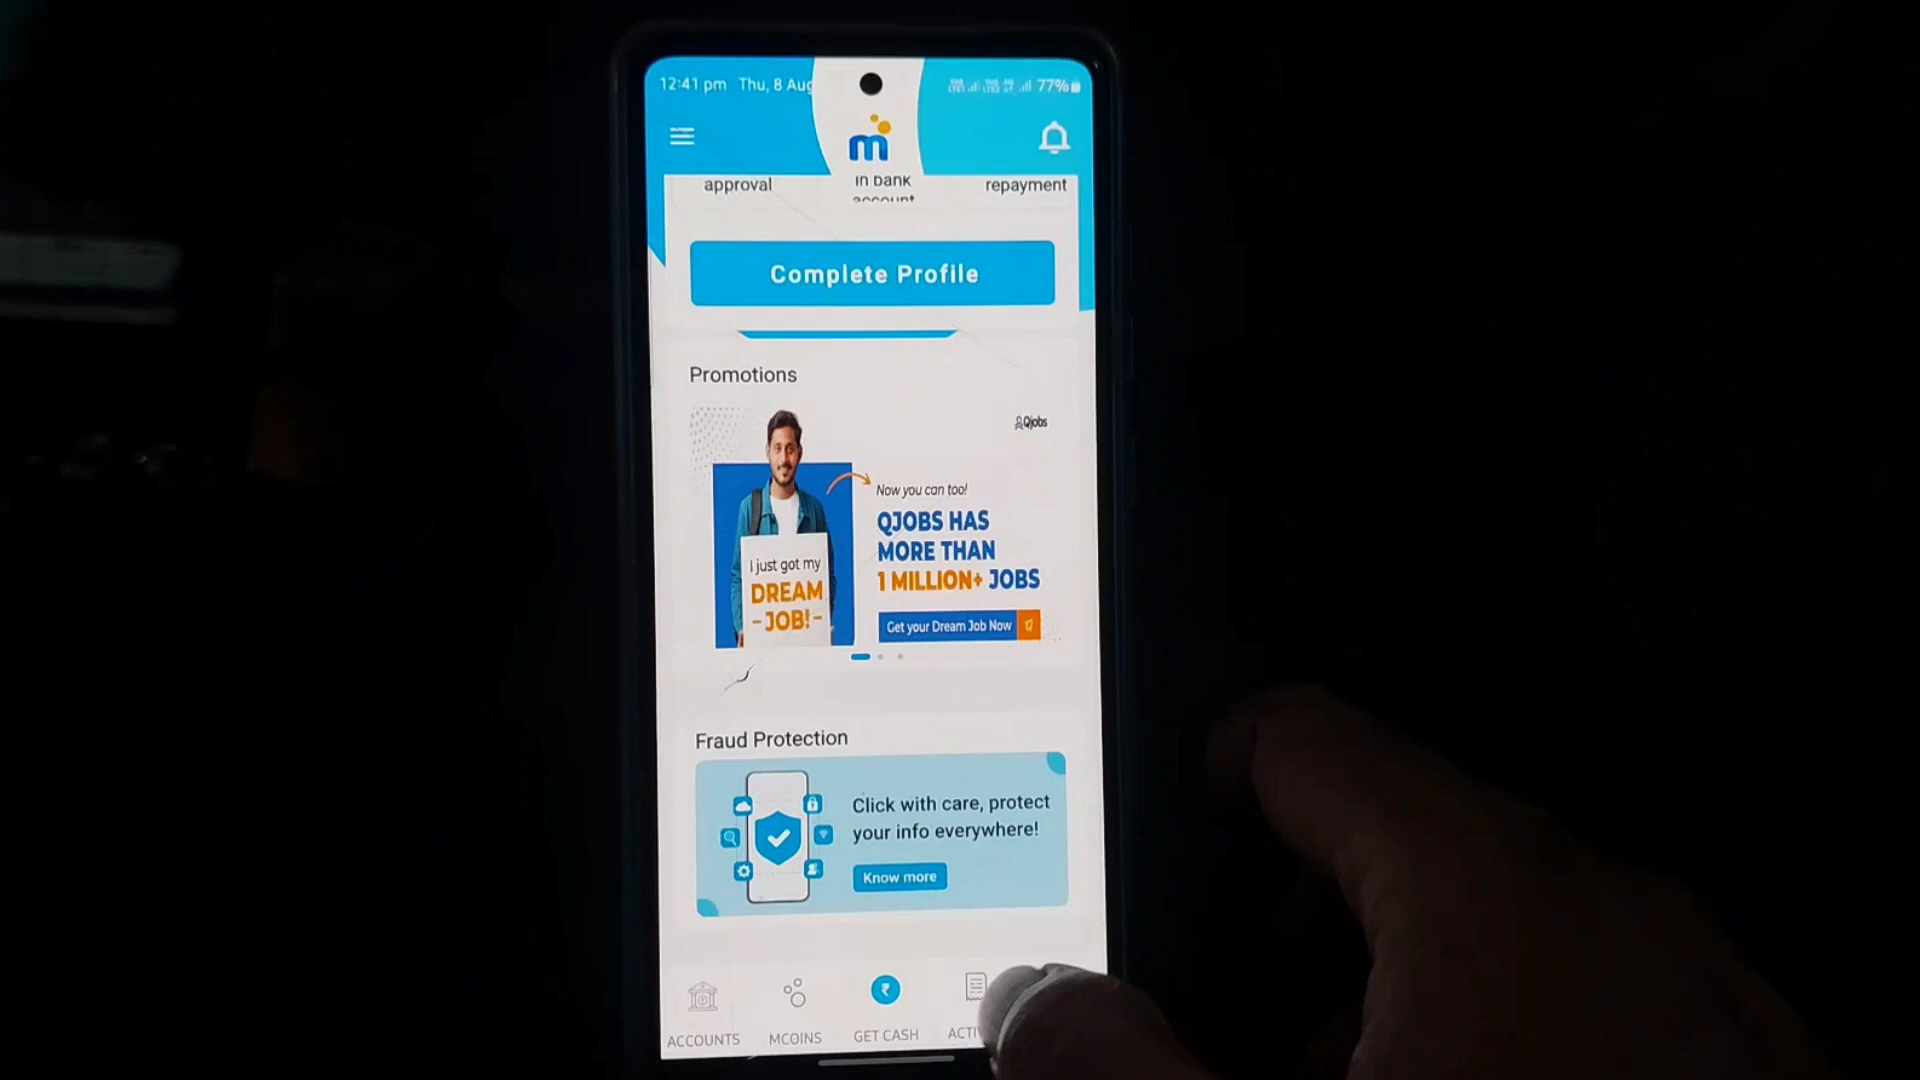 12:41 pm Thu, 8 Aug
77%
m
approval
in bank
account
repayment
Complete Profile
Promotions
Qjobs
Now you can too!
QJOBS HAS
MORE THAN
1 MILLION+ JOBS
Get your Dream Job Now
I just got my
DREAM
-JOB!-
Fraud Protection
Click with care, protect
your info everywhere!
Know more
ACCOUNTS
MCOINS
GET CASH
ACTI